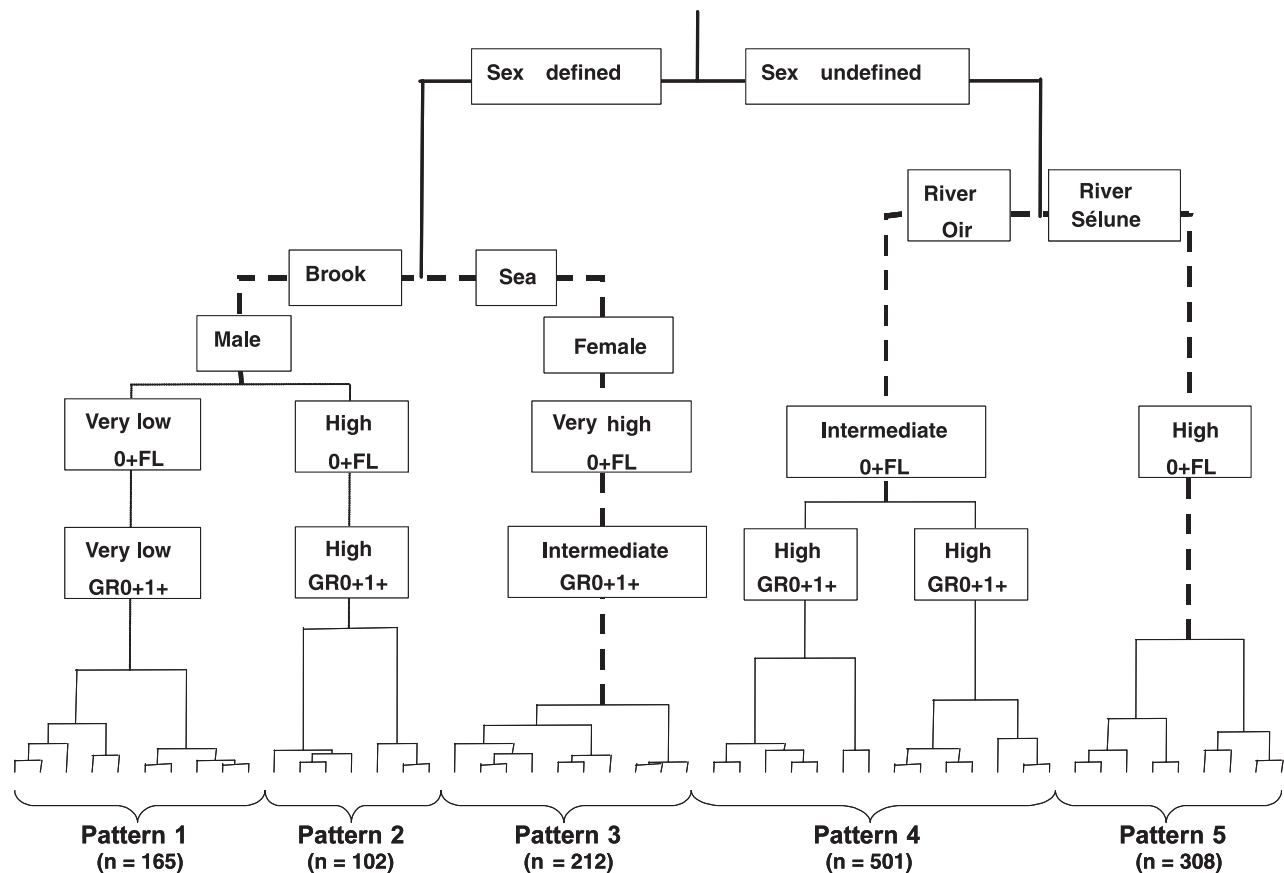 Sex defined
Sex undefined
River
Oir
River
Sélune
Brook
Sea
Male
Female
Very low
0+FL
High
0+FL
Very high
0+FL
Intermediate
0+FL
High
0+FL
Very low
GR0+1+
High
GR0+1+
Intermediate
GR0+1+
High
GR0+1+
High
GR0+1+
Pattern 1
(n = 165)
Pattern 2
(n = 102)
Pattern 3
(n = 212)
Pattern 4
(n = 501)
Pattern 5
(n = 308)